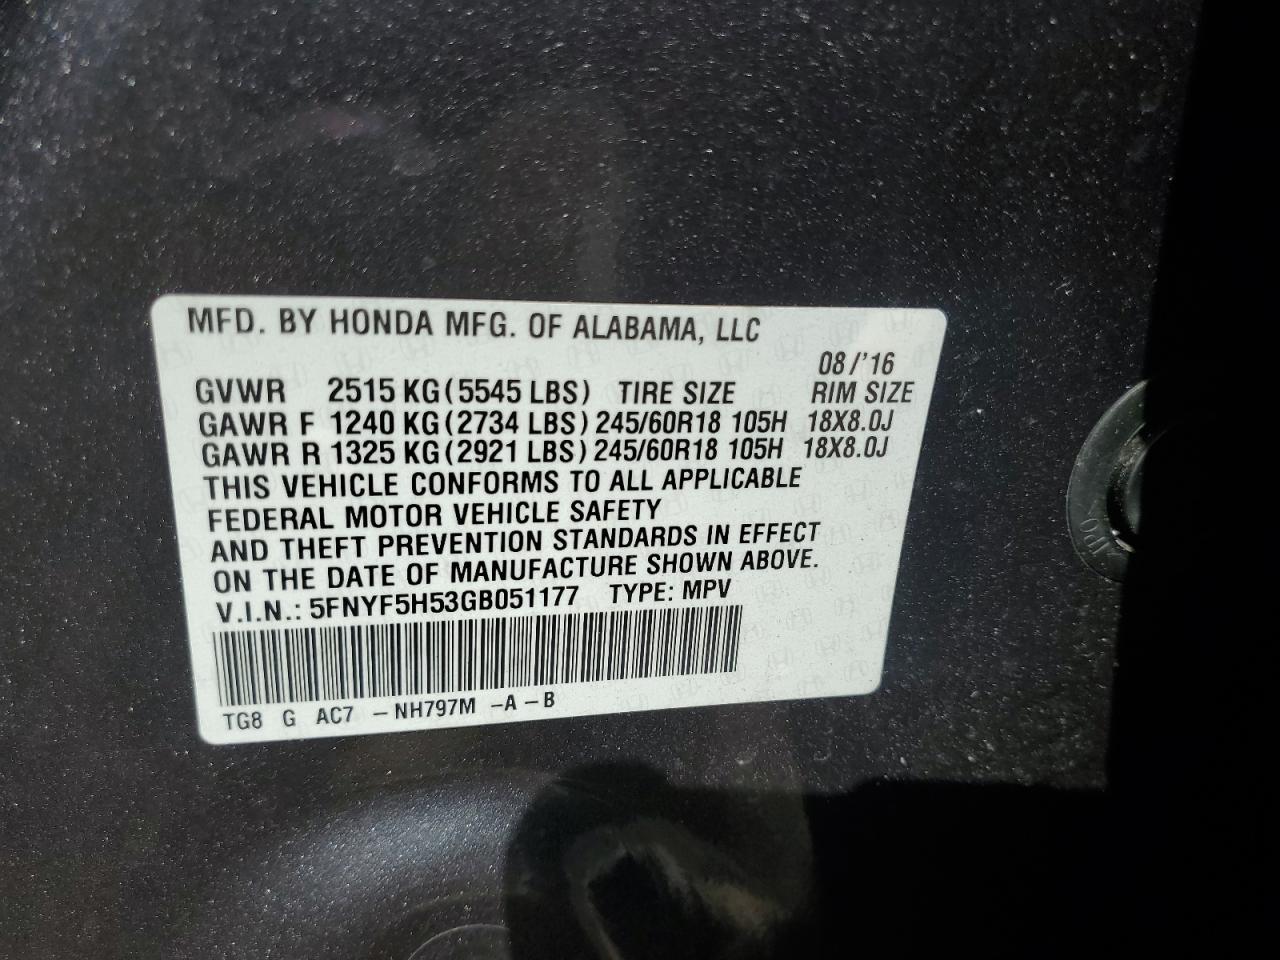 MFD. BY HONDA MFG. OF ALABAMA, LLC
08/'16
GVWR 2515 KG (5545 LBS) TIRE SIZE RIM SIZE
GAWR F 1240 KG (2734 LBS) 245/60R18 105H 18X8.0J
GAWR R 1325 KG (2921 LBS) 245/60R18 105H 18X8.0J
THIS VEHICLE CONFORMS TO ALL APPLICABLE
FEDERAL MOTOR VEHICLE SAFETY
AND THEFT PREVENTION STANDARDS IN EFFECT
ON THE DATE OF MANUFACTURE SHOWN ABOVE.
V.I.N.: 5FNYF5H53GB051177 TYPE: MPV
TG8 G AC7 -NH797M -A-B